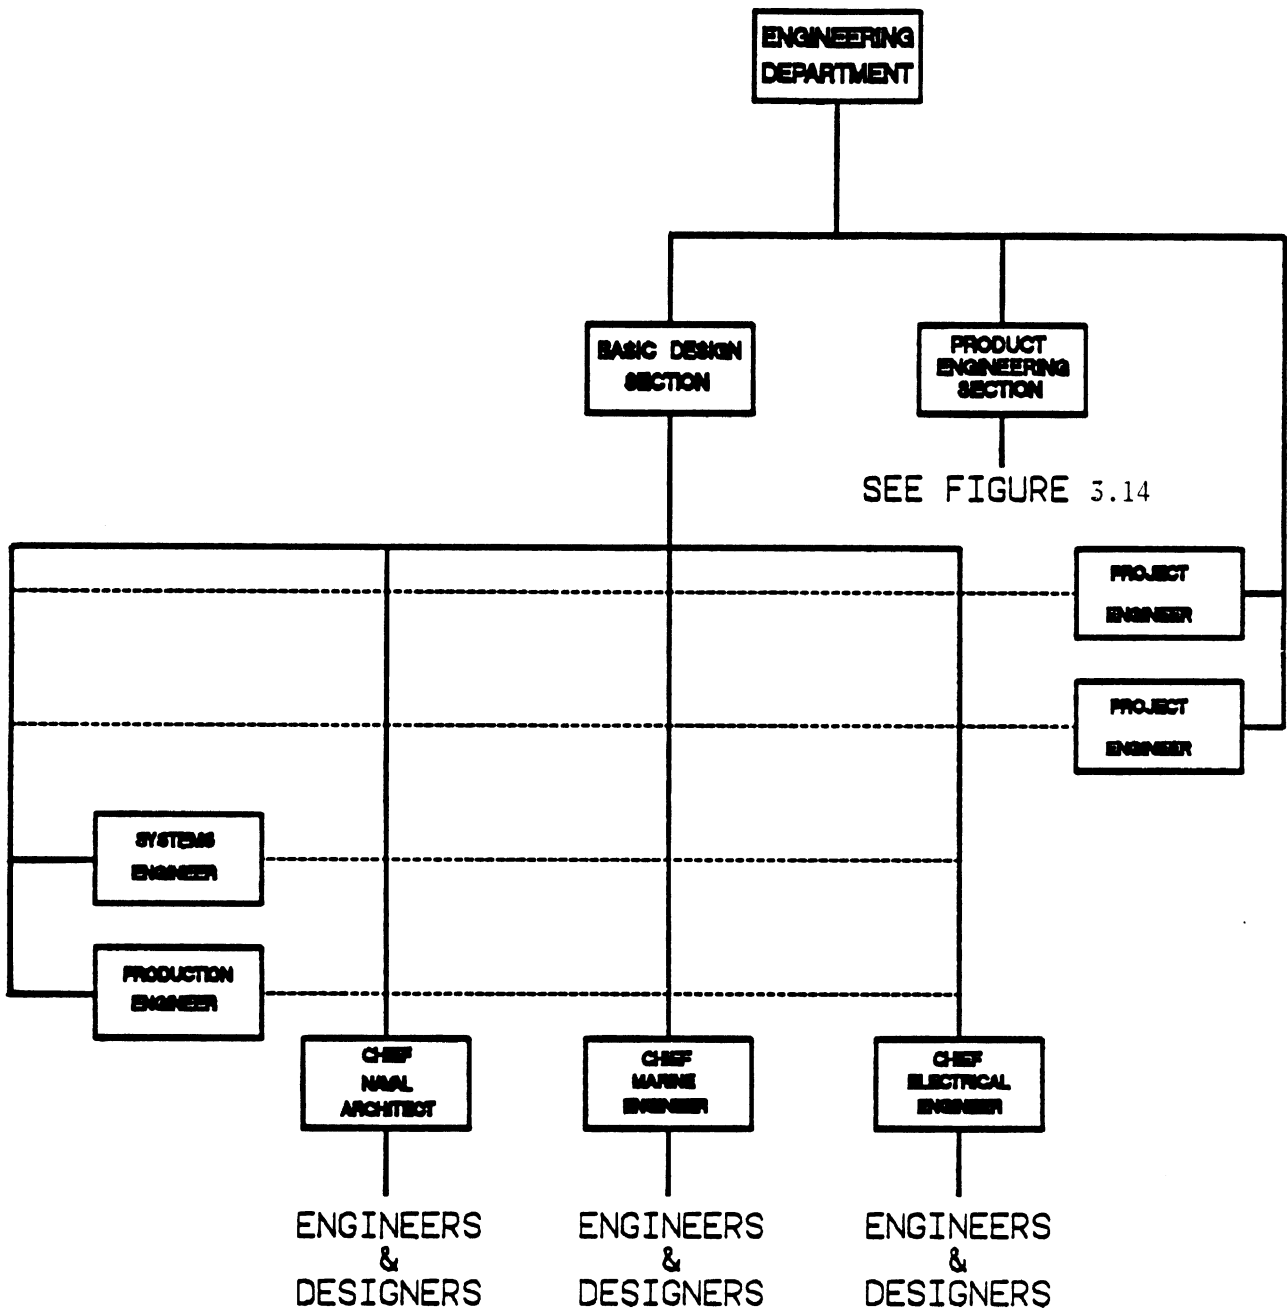 ENGINEERING
DEPARTMENT
BASIC DESIGN
SECTION
PRODUCT
ENGINEERING
SECTION
SEE FIGURE 3.14
PROJECT
ENGINEER
PROJECT
ENGINEER
SYSTEMS
ENGINEER
PRODUCTION
ENGINEER
CHIEF
NAVAL
ARCHITECT
CHIEF
MARINE
ENGINEER
CHIEF
ELECTRICAL
ENGINEER
ENGINEERS
&
DESIGNERS
ENGINEERS
&
DESIGNERS
ENGINEERS
&
DESIGNERS